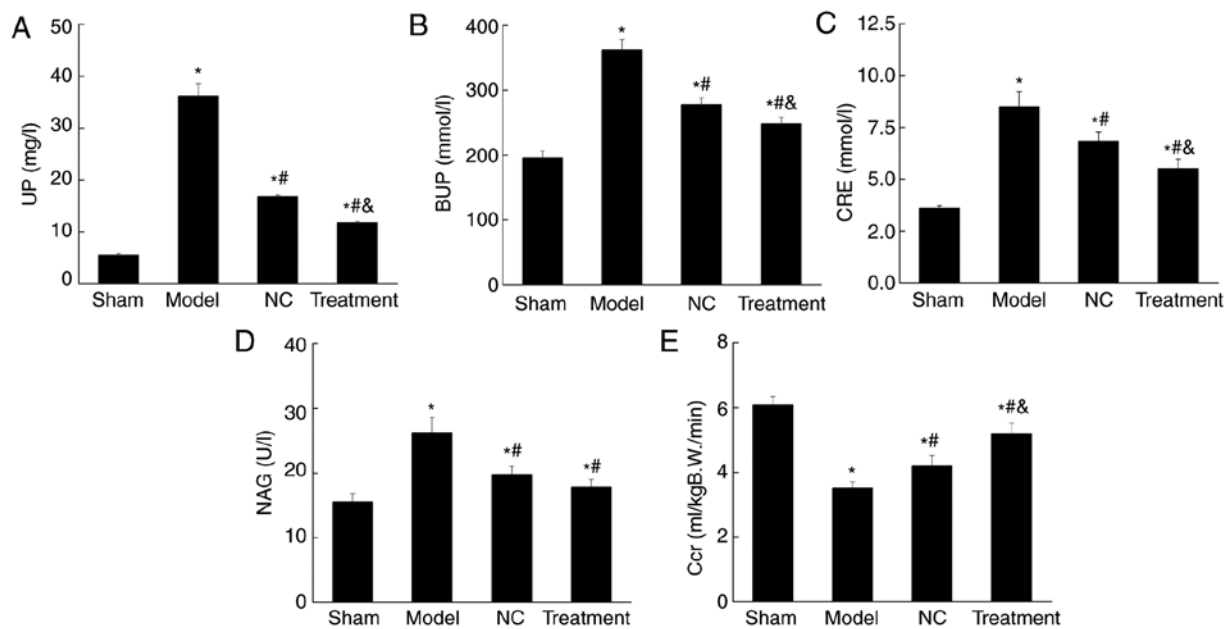 A
UP (mg/l)
50
40
30
20
10
0
*
*#
*#&
Sham Model NC Treatment
B
BUP (mmol/l)
400
300
200
100
0
*
*#
*#&
Sham Model NC Treatment
C
CRE (mmol/l)
12.5
10.0
7.5
5.0
2.0
0.0
*
*#
*#&
Sham Model NC Treatment
D
NAG (U/l)
40
30
20
10
0
*
*#
*#
Sham Model NC Treatment
E
Ccr (ml/kgB.W./min)
8
6
4
2
0
*
*#
*#&
Sham Model NC Treatment